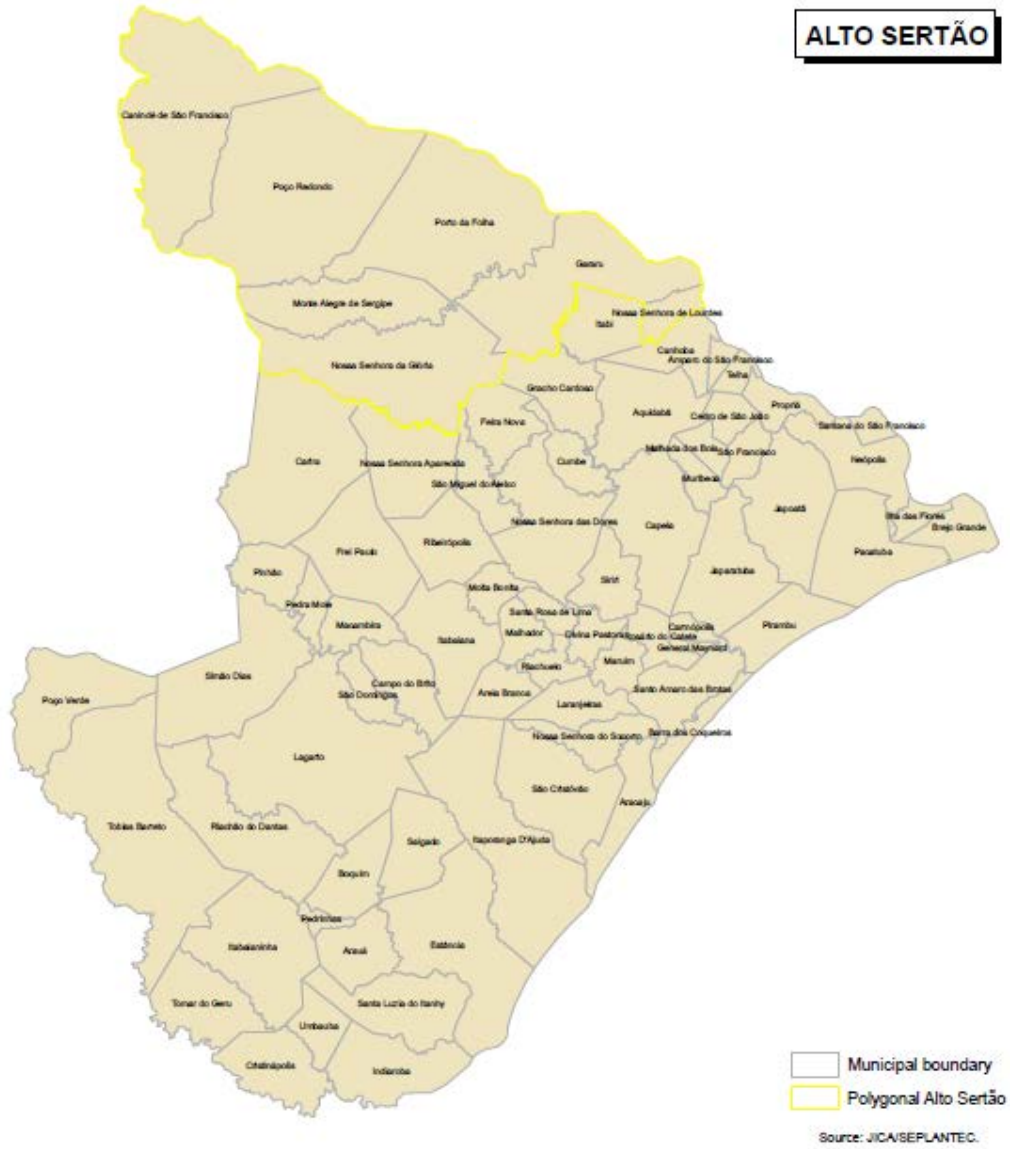 ALTO SERTÃO
Canindé de São Francisco
Poço Redondo
Porto da Folha
Gararu
Monte Alegre de Sergipe
Nossa Senhora de Lourdes
Itabi
Canhoba
Amparo do São Francisco
Nossa Senhora da Glória
Telha
Gracho Cardoso
Propriá
Aquidabã
Cedro de São João
Feira Nova
Santana do São Francisco
Malhada dos Bois
São Francisco
Neópolis
Cumbe
Carira
Nossa Senhora Aparecida
Muribeca
São Miguel do Aleixo
Japoatã
Ilha das Flores
Nossa Senhora das Dores
Capela
Brejo Grande
Ribeirópolis
Frei Paulo
Pacatuba
Pinhão
Siriri
Japaratuba
Moita Bonita
Pedra Mole
Santa Rosa de Lima
Macambira
Carmópolis
Pirambu
Malhador
Divina Pastora
Rosário do Catete
Itabaiana
General Maynard
Riachuelo
Maruim
Simão Dias
Campo do Brito
São Domingos
Areia Branca
Santo Amaro das Brotas
Poço Verde
Laranjeiras
Nossa Senhora do Socorro
Barra dos Coqueiros
Lagarto
São Cristóvão
Aracaju
Tobias Barreto
Riachão do Dantas
Salgado
Itaporanga D'Ajuda
Boquim
Pedrinhas
Itabaianinha
Arauá
Estância
Tomar do Geru
Santa Luzia do Itanhy
Umbaúba
Cristinápolis
Indiaroba
Municipal boundary
Polygonal Alto Sertão
Source: JICA/SEPLANTEC.